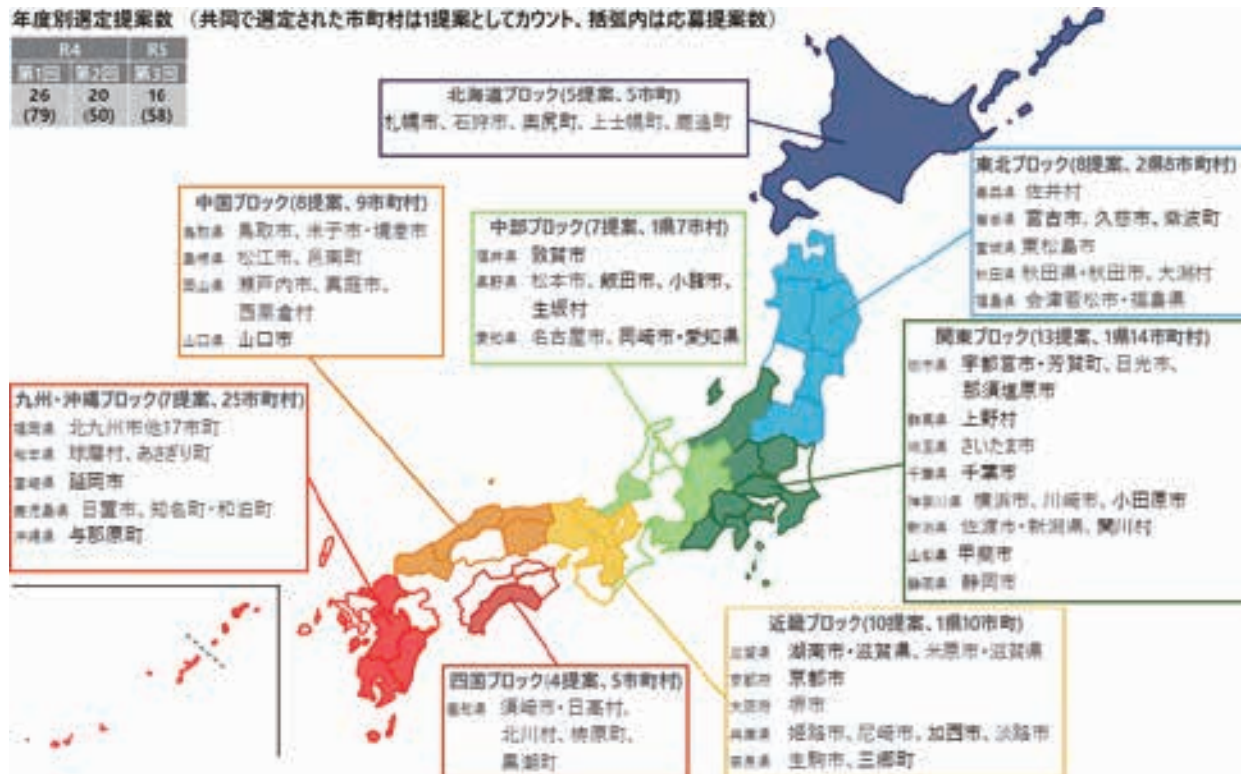 年度別選定提案数 (共同で選定された市町村は1提案としてカウント、括弧内は応募提案数)
R4 R5
第1回 第2回 第3回
26 20 16
(79) (50) (58)
北海道ブロック(5提案、5市町)
札幌市、石狩市、奥尻町、上士幌町、鹿追町
東北ブロック(8提案、2県8市町村)
青森県 佐井村
岩手県 宮古市、久慈市、紫波町
宮城県 東松島市
秋田県 秋田県・秋田市、大潟村
福島県 会津若松市・福島県
中国ブロック(8提案、9市町村)
鳥取県 鳥取市、米子市・境港市
島根県 松江市、邑南町
岡山県 瀬戸内市、真庭市、
西粟倉村
山口県 山口市
中部ブロック(7提案、1県7市村)
福井県 敦賀市
長野県 松本市、飯田市、小諸市、
生坂村
愛知県 名古屋市、岡崎市・愛知県
関東ブロック(13提案、1県14市町村)
栃木県 宇都宮市・芳賀町、日光市、
那須塩原市
群馬県 上野村
埼玉県 さいたま市
千葉県 千葉市
神奈川県 横浜市、川崎市、小田原市
新潟県 佐渡市・新潟県、関川村
山梨県 甲斐市
静岡県 静岡市
九州・沖縄ブロック(7提案、25市町村)
福岡県 北九州市他17市町
熊本県 球磨村、あさぎり町
宮崎県 延岡市
鹿児島県 日置市、知名町・和泊町
沖縄県 与那原町
近畿ブロック(10提案、1県10市町)
滋賀県 湖南市・滋賀県、米原市・滋賀県
京都府 京都市
大阪府 堺市
兵庫県 姫路市、尼崎市、加西市、淡路市
奈良県 生駒市、三郷町
四国ブロック(4提案、5市町村)
高知県 須崎市・日高村、
北川村、梼原町、
黒潮町